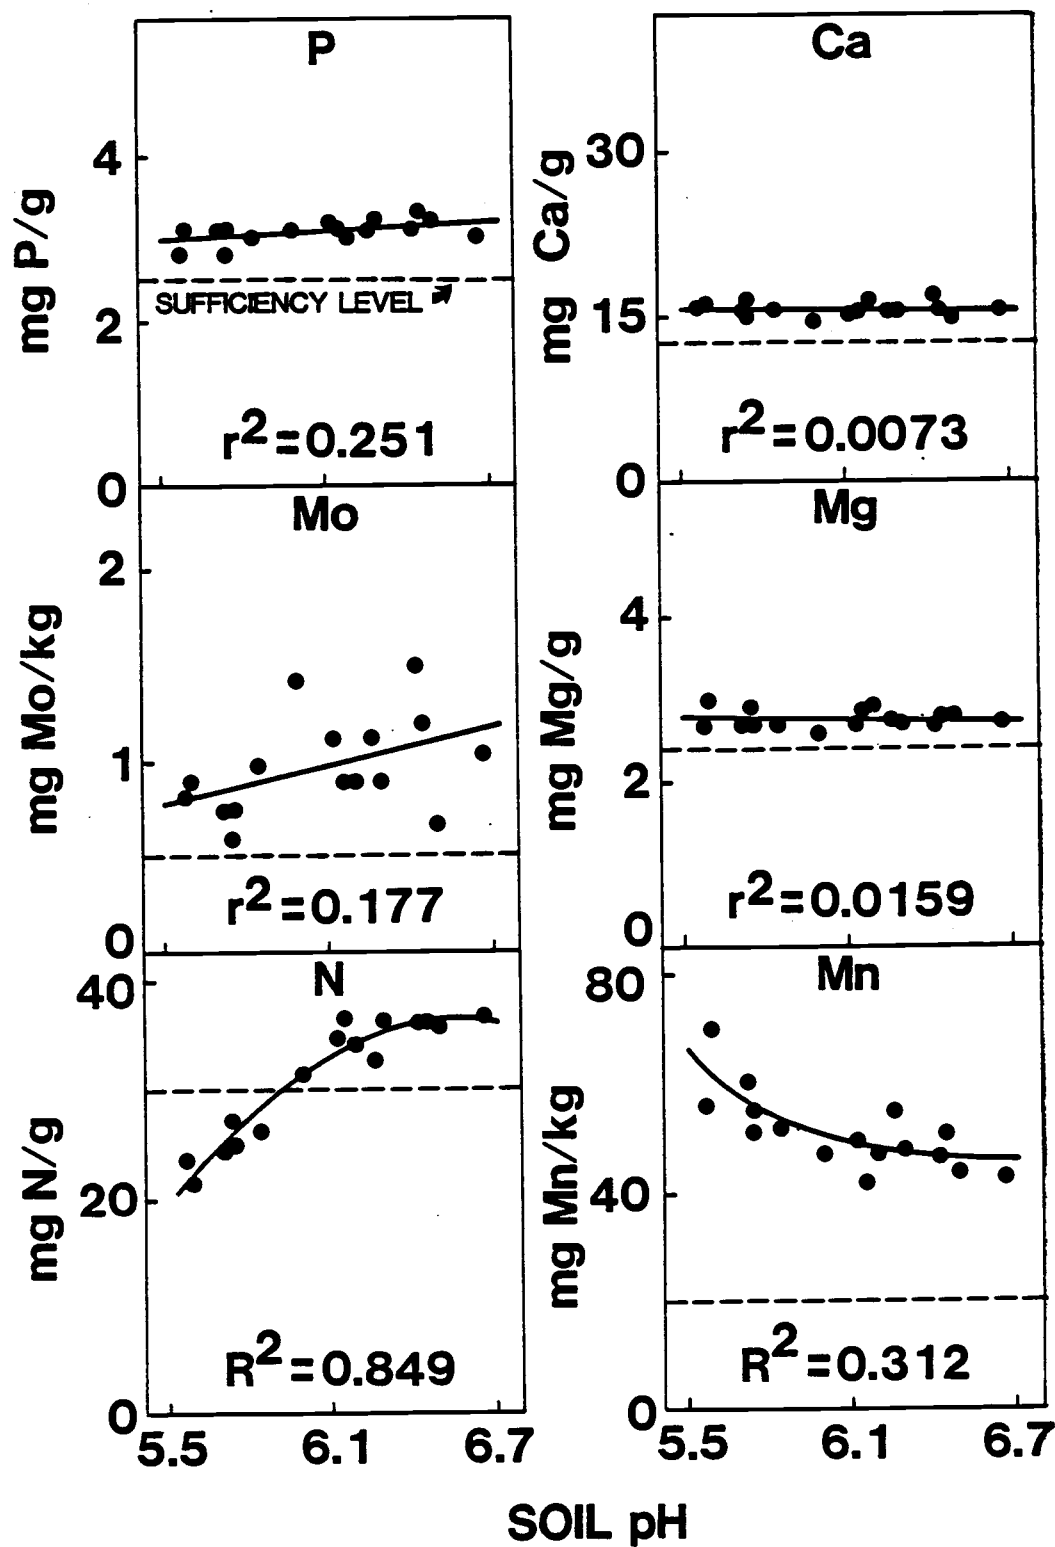 P
mg P/g
4
2
0
SUFFICIENCY LEVEL
r²=0.251
Ca
mg Ca/g
30
15
0
r²=0.0073
Mo
mg Mo/kg
2
1
0
r²=0.177
Mg
mg Mg/g
4
2
0
r²=0.0159
N
mg N/g
40
20
0
R²=0.849
5.5 6.1 6.7
Mn
mg Mn/kg
80
40
0
R²=0.312
5.5 6.1 6.7
SOIL pH